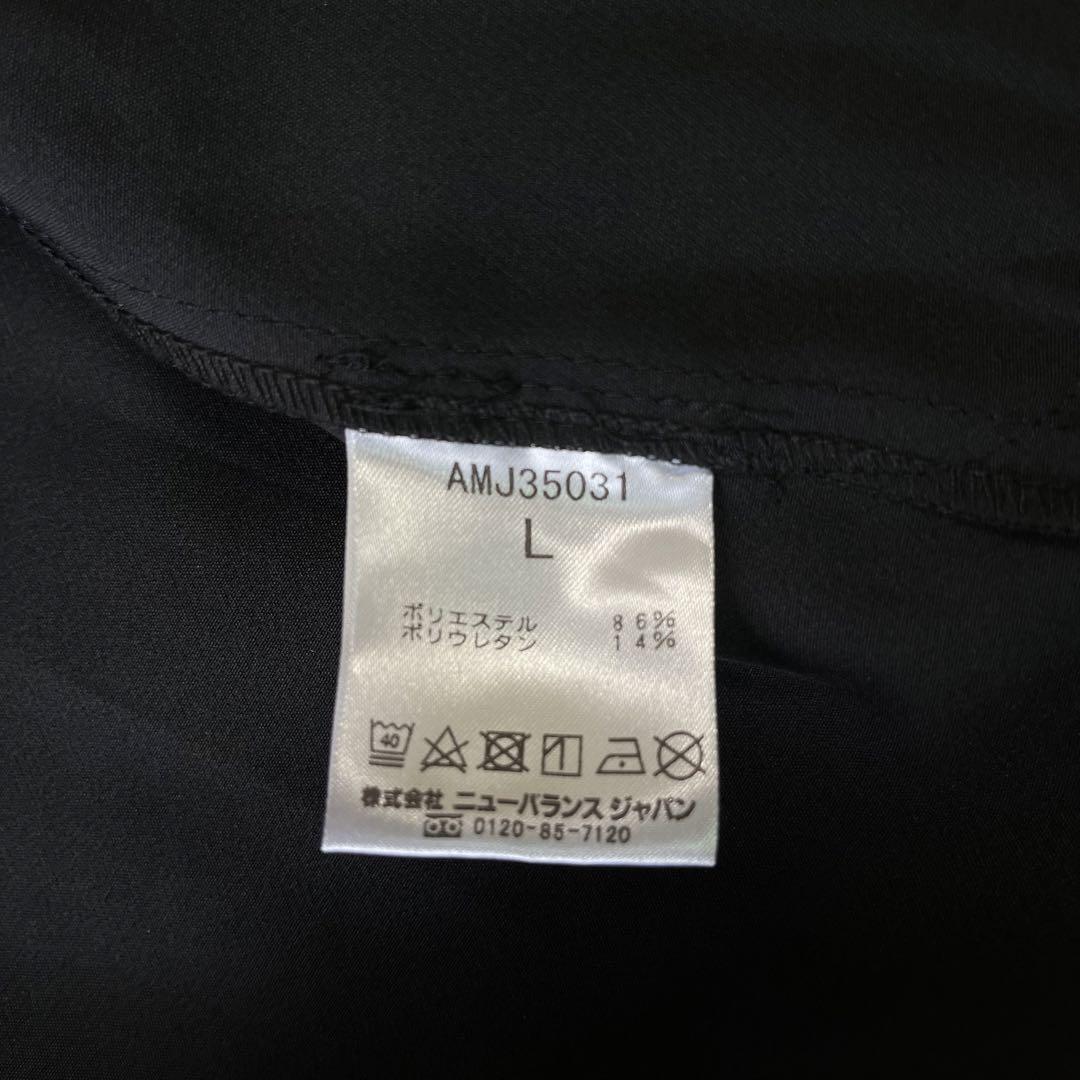 AMJ35031
L
ポリエステル 86%
ポリウレタン 14%
40
株式会社 ニューバランス ジャパン
0120-85-7120